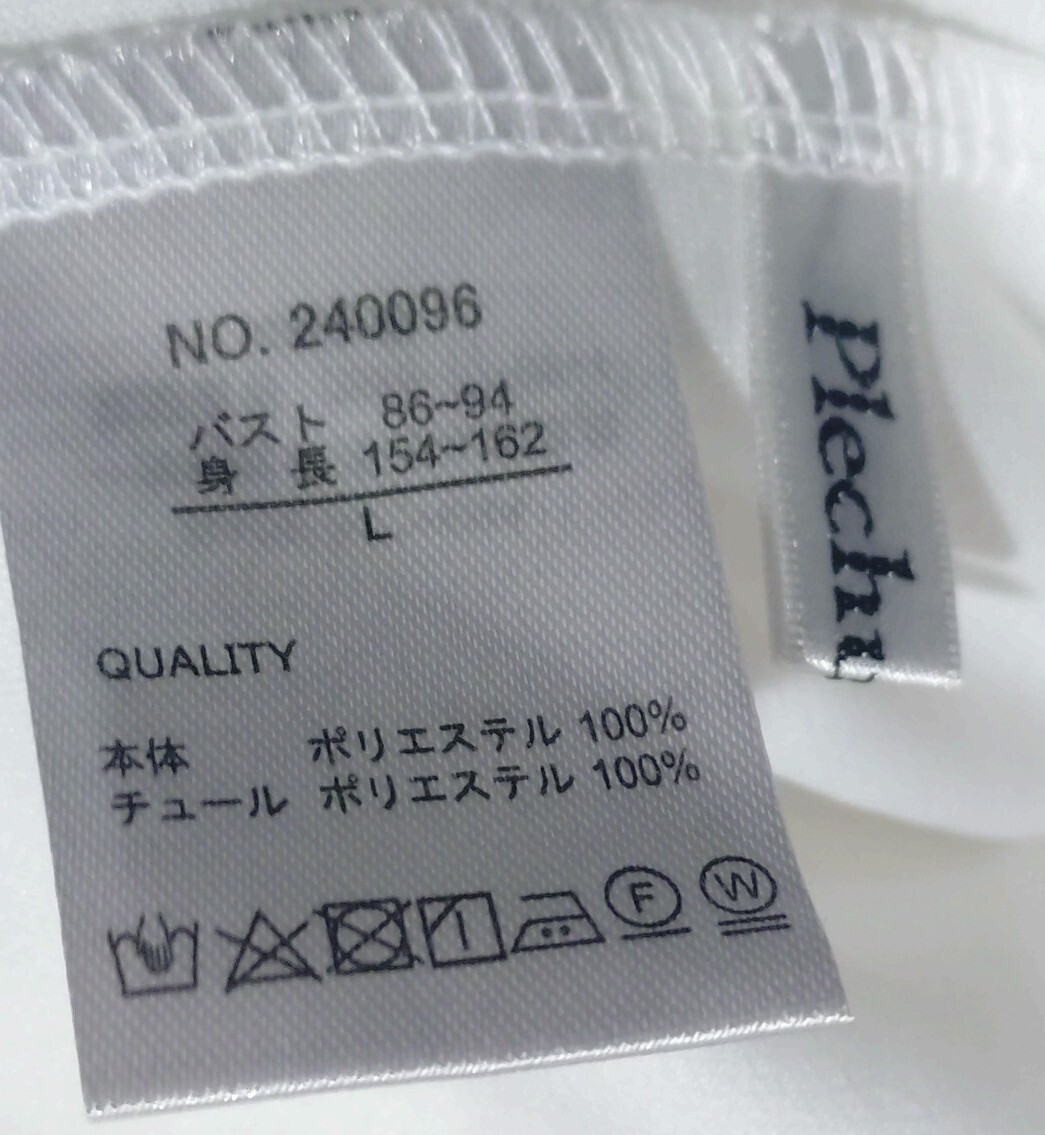 NO. 240096
バスト 86~94
身 長 154~162
L
QUALITY
本体 ポリエステル 100%
チュール ポリエステル 100%
F
W